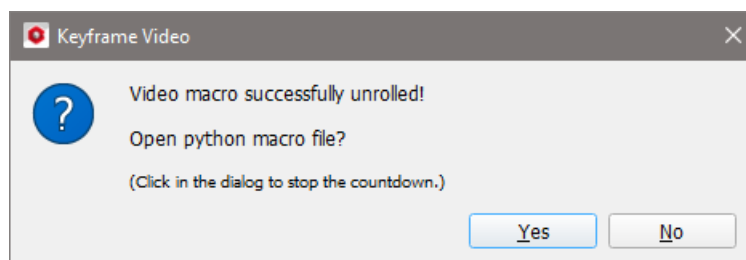 Keyframe Video
Video macro successfully unrolled!
Open python macro file?
(Click in the dialog to stop the countdown.)
Yes No